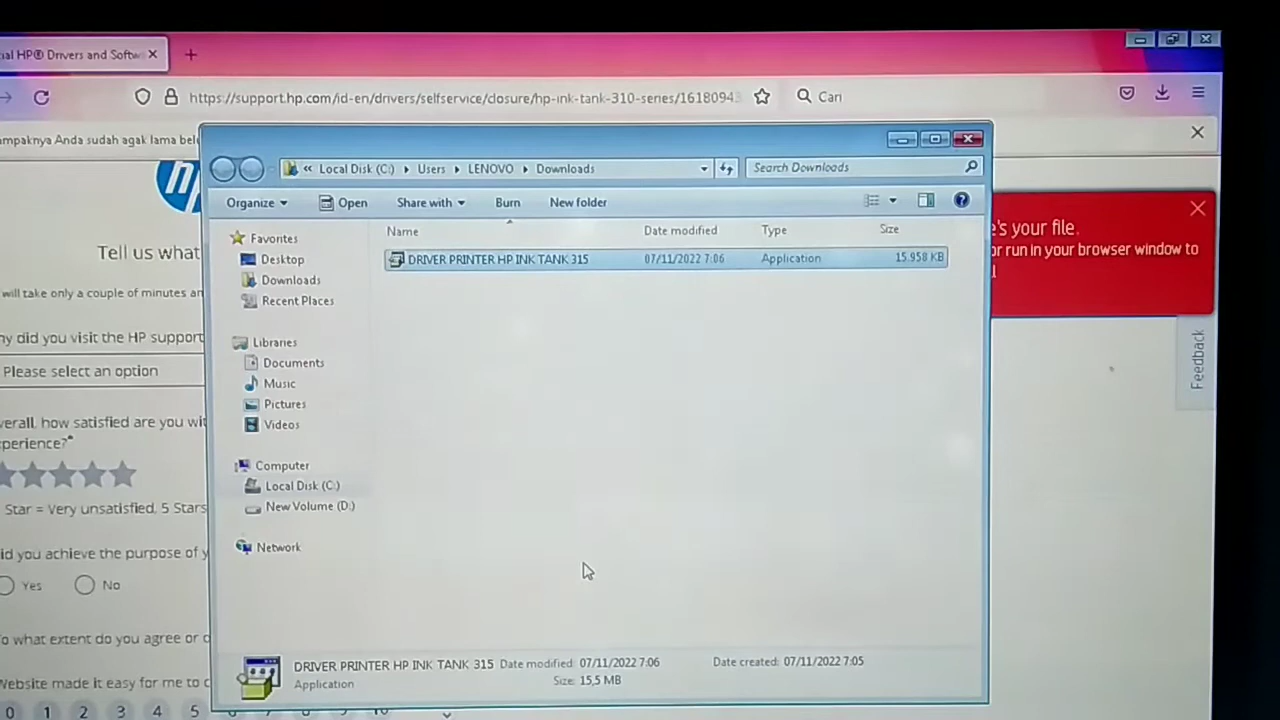 ial HP® Drivers and Softw
https://support.hp.com/id-en/drivers/selfservice/closure/hp-ink-tank-310-series/16180943
Cari
ampaknya Anda sudah agak lama bel
Local Disk (C:) Users LENOVO Downloads
Search Downloads
Organize Open Share with Burn New folder
Name Date modified Type Size
DRIVER PRINTER HP INK TANK 315 07/11/2022 7:06 Application 15.958 KB
Favorites
Desktop
Downloads
Recent Places
Libraries
Documents
Music
Pictures
Videos
Computer
Local Disk (C:)
New Volume (D:)
Network
DRIVER PRINTER HP INK TANK 315 Date modified: 07/11/2022 7:06 Date created: 07/11/2022 7:05
Application Size: 15,5 MB
hp
Tell us what
will take only a couple of minutes an
hy did you visit the HP support
Please select an option
verall, how satisfied are you wit
perience?*
Star = Very unsatisfied, 5 Stars
id you achieve the purpose of y
Yes No
o what extent do you agree or d
Website made it easy for me to c
0 1 2 3 4 5
e's your file.
or run in your browser window to
Feedback